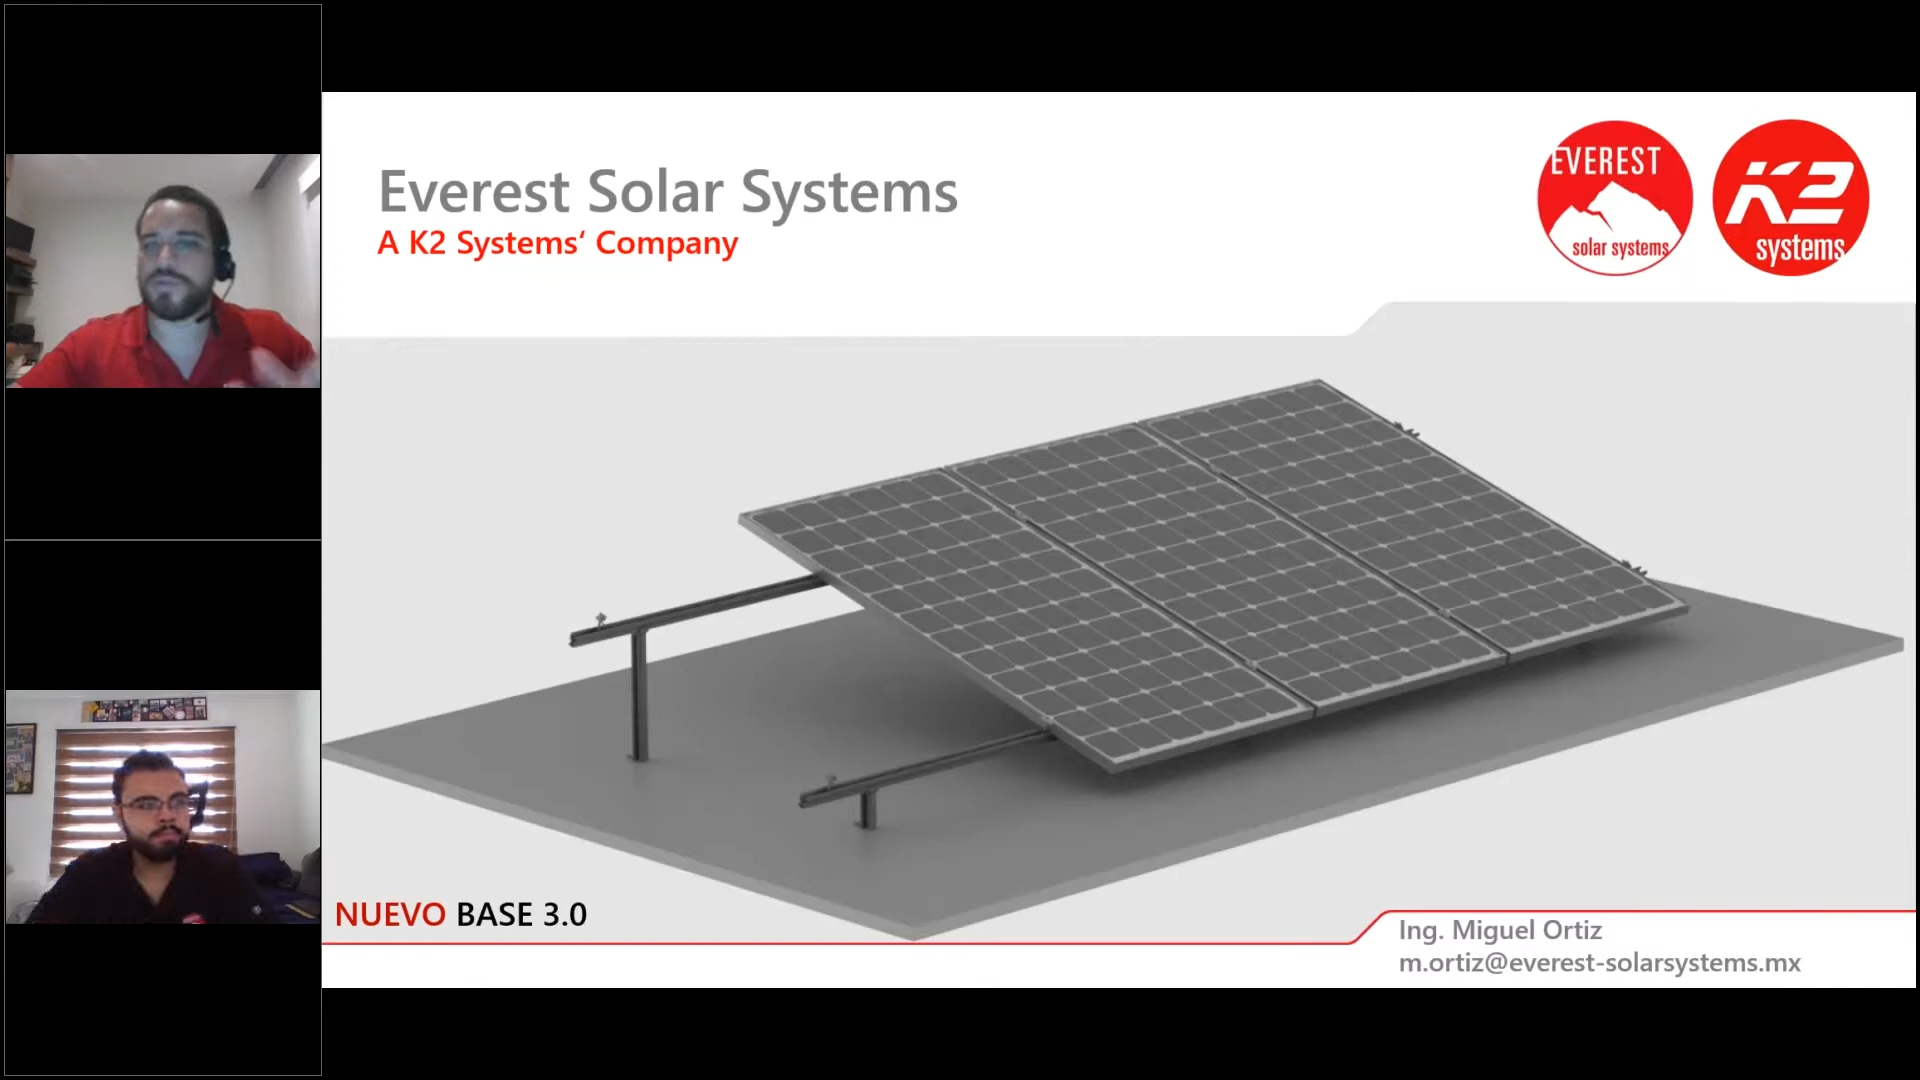 Everest Solar Systems
A K2 Systems‘ Company
EVEREST
solar systems
K2
systems
NUEVO BASE 3.0
Ing. Miguel Ortiz
m.ortiz@everest-solarsystems.mx